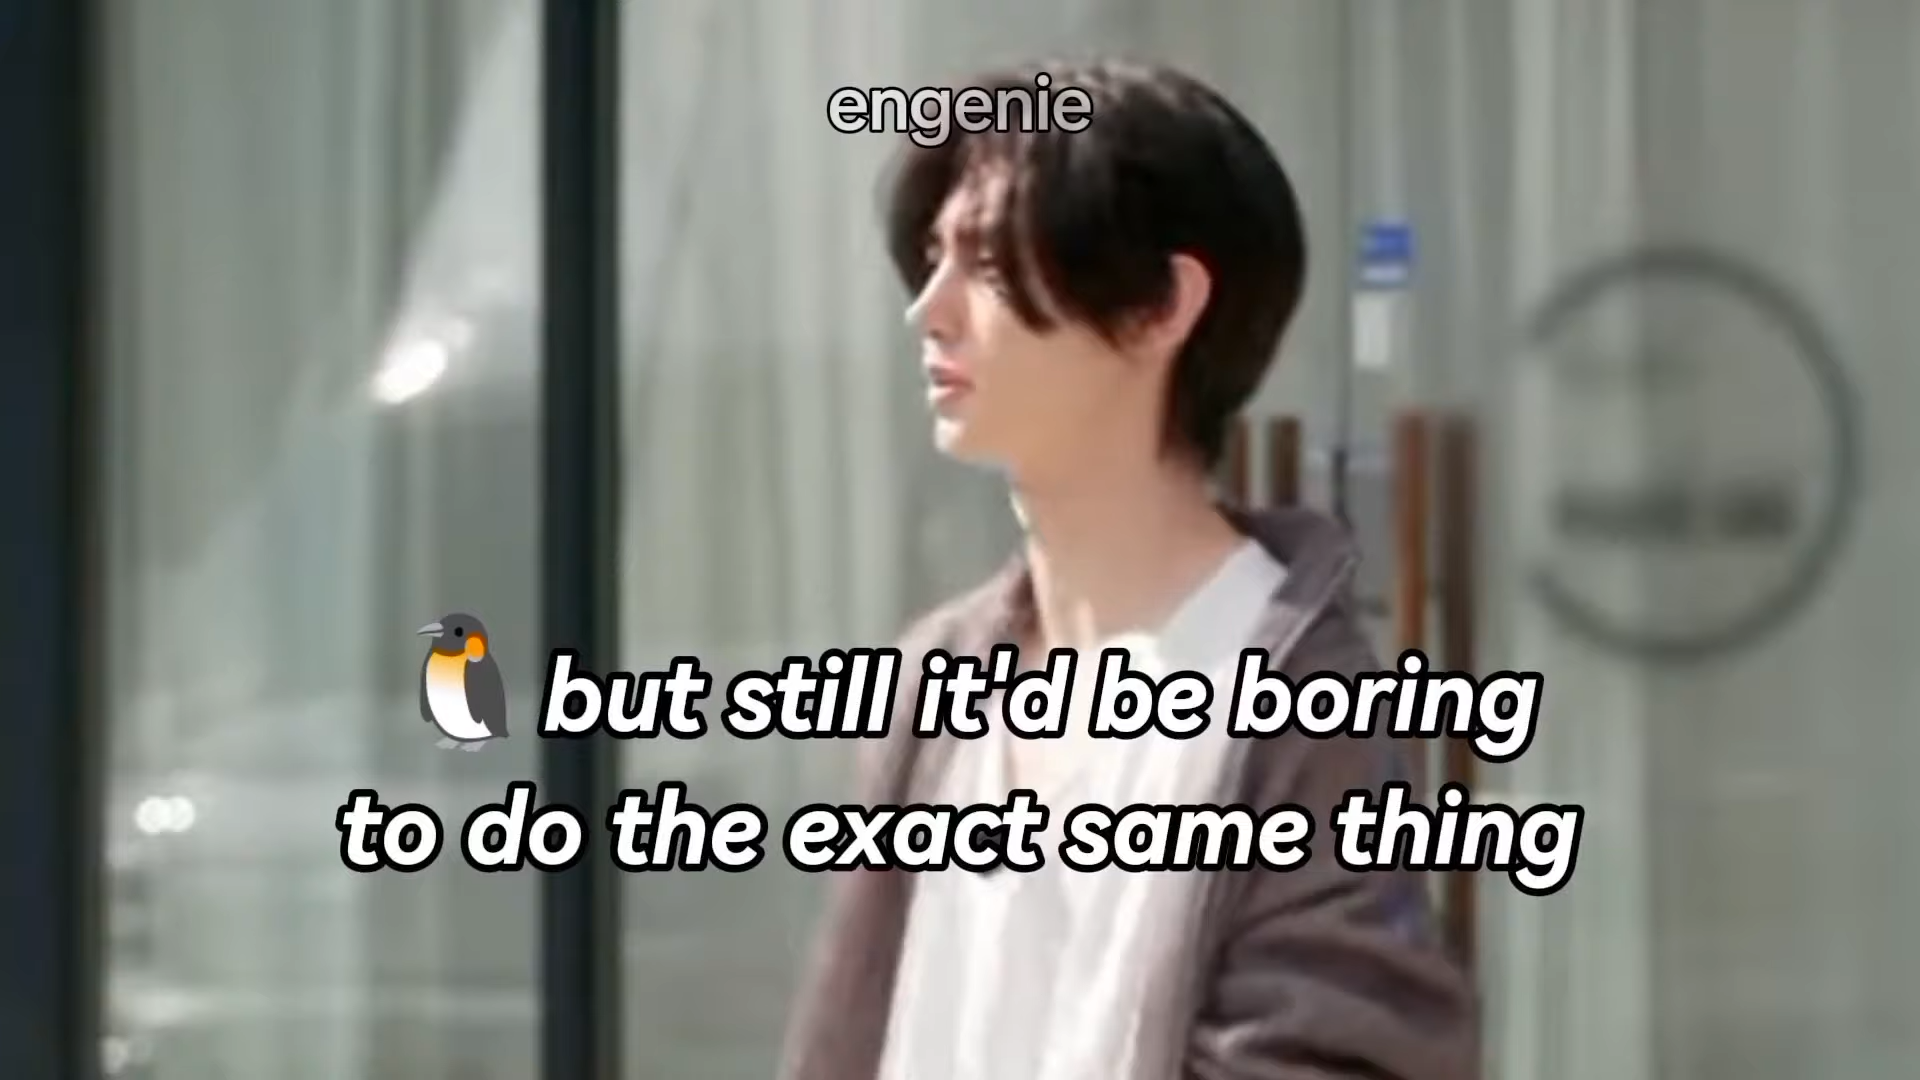 engenie
🐧 but still it'd be boring
to do the exact same thing